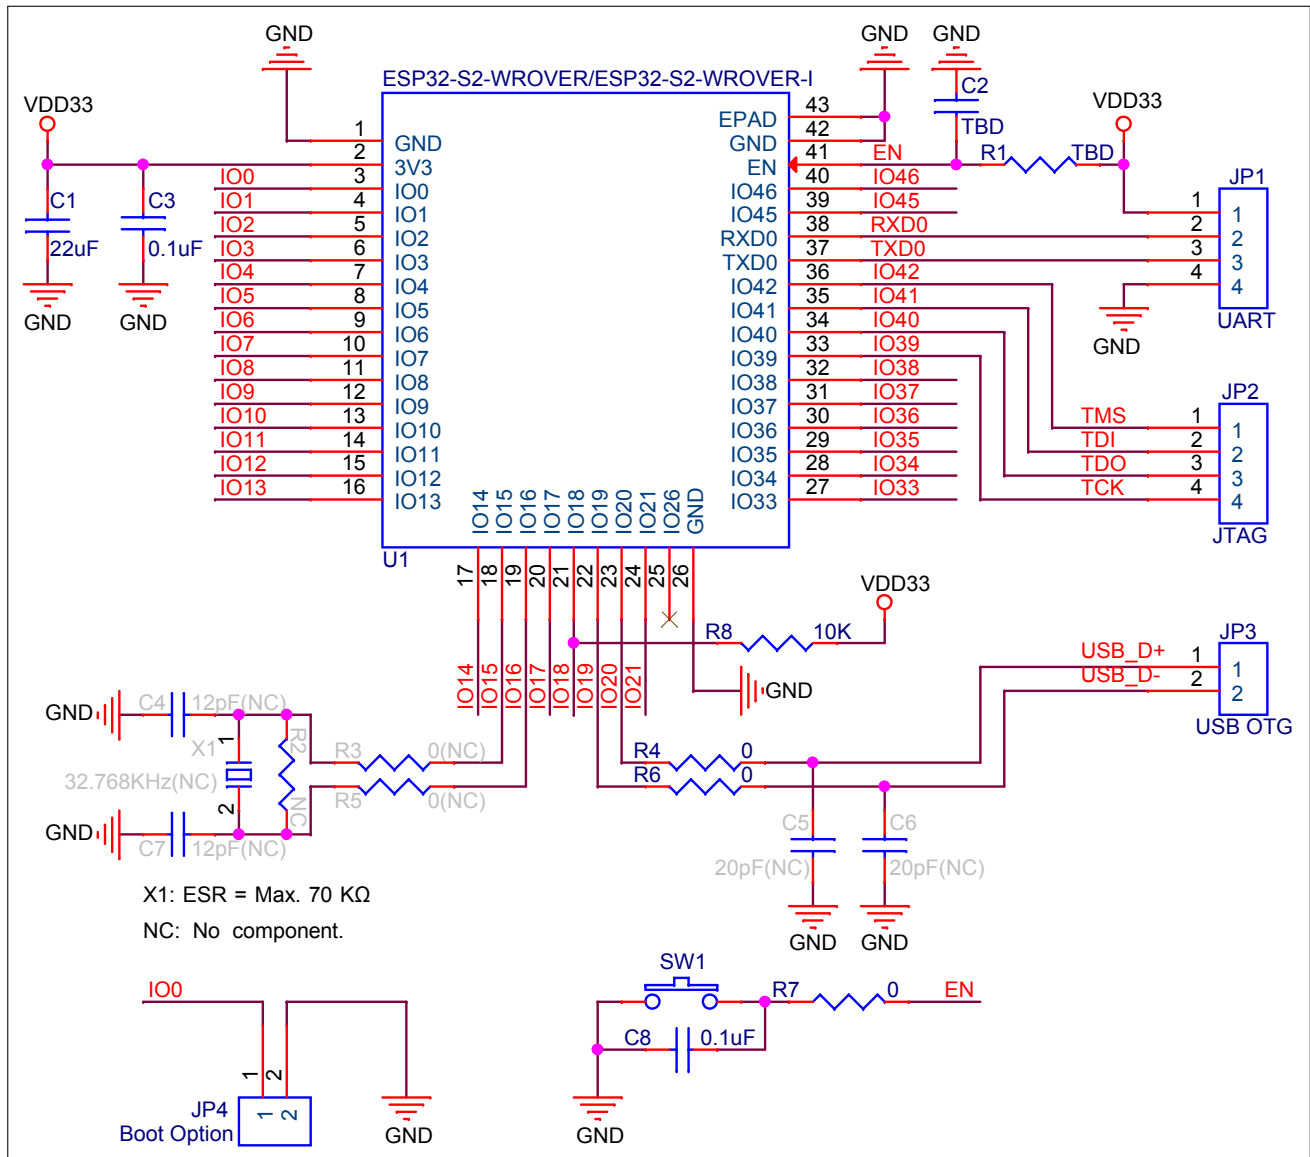 GND
GND
GND
ESP32-S2-WROVER/ESP32-S2-WROVER-I
VDD33
VDD33
C2
TBD
1 GND
2 3V3
3 IO0 IO0
4 IO1 IO1
5 IO2 IO2
6 IO3 IO3
7 IO4 IO4
8 IO5 IO5
9 IO6 IO6
10 IO7 IO7
11 IO8 IO8
12 IO9 IO9
13 IO10 IO10
14 IO11 IO11
15 IO12 IO12
16 IO13 IO13
C1
22uF
GND
C3
0.1uF
GND
EPAD 43
GND 42
EN 41 EN
R1 TBD
IO46 40 IO46
IO45 39 IO45
RXD0 38 RXD0
TXD0 37 TXD0
IO42 36 IO42
IO41 35 IO41
IO40 34 IO40
IO39 33 IO39
IO38 32 IO38
IO37 31 IO37
IO36 30 IO36
IO35 29 IO35
IO34 28 IO34
IO33 27 IO33
JP1
1 1
2 2
3 3
4 4
UART
GND
JP2
TMS 1 1
TDI 2 2
TDO 3 3
TCK 4 4
JTAG
U1
IO14 17 IO14
IO15 18 IO15
IO16 19 IO16
IO17 20 IO17
IO18 21 IO18
IO19 22 IO19
IO20 23 IO20
IO21 24 IO21
IO26 25
GND 26
VDD33
R8 10K
GND
JP3
USB_D+ 1 1
USB_D- 2 2
USB OTG
GND C4 12pF(NC)
X1 1
32.768KHz(NC)
2
R2 NC
R3 0(NC)
R5 0(NC)
GND C7 12pF(NC)
R4 0
R6 0
C5
20pF(NC)
GND
C6
20pF(NC)
GND
X1: ESR = Max. 70 KΩ
NC: No component.
IO0
1 2
1 2
JP4
Boot Option
GND
SW1
R7 0 EN
C8 0.1uF
GND